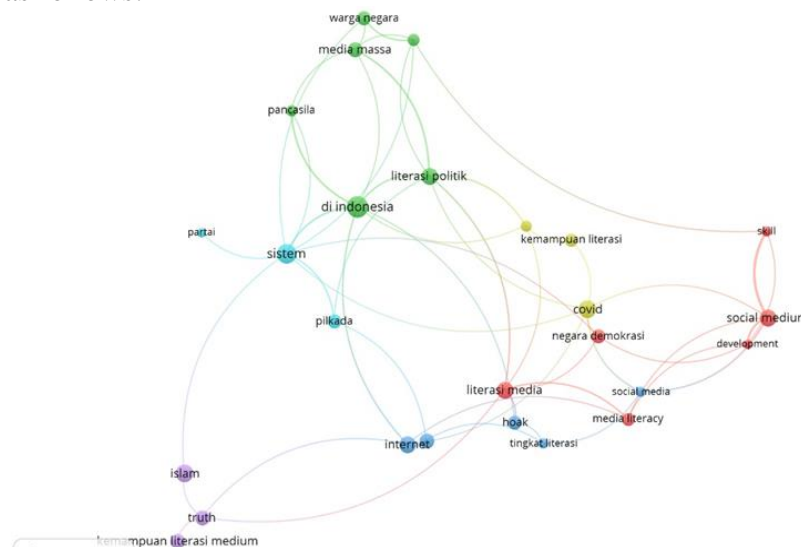 warga negara
media massa
pancasila
literasi politik
di indonesia
partai
sistem
kemampuan literasi
skill
covid
pilkada
social medium
negara demokrasi
development
literasi media
social media
media literacy
hoak
internet
tingkat literasi
islam
truth
kemampuan literasi medium